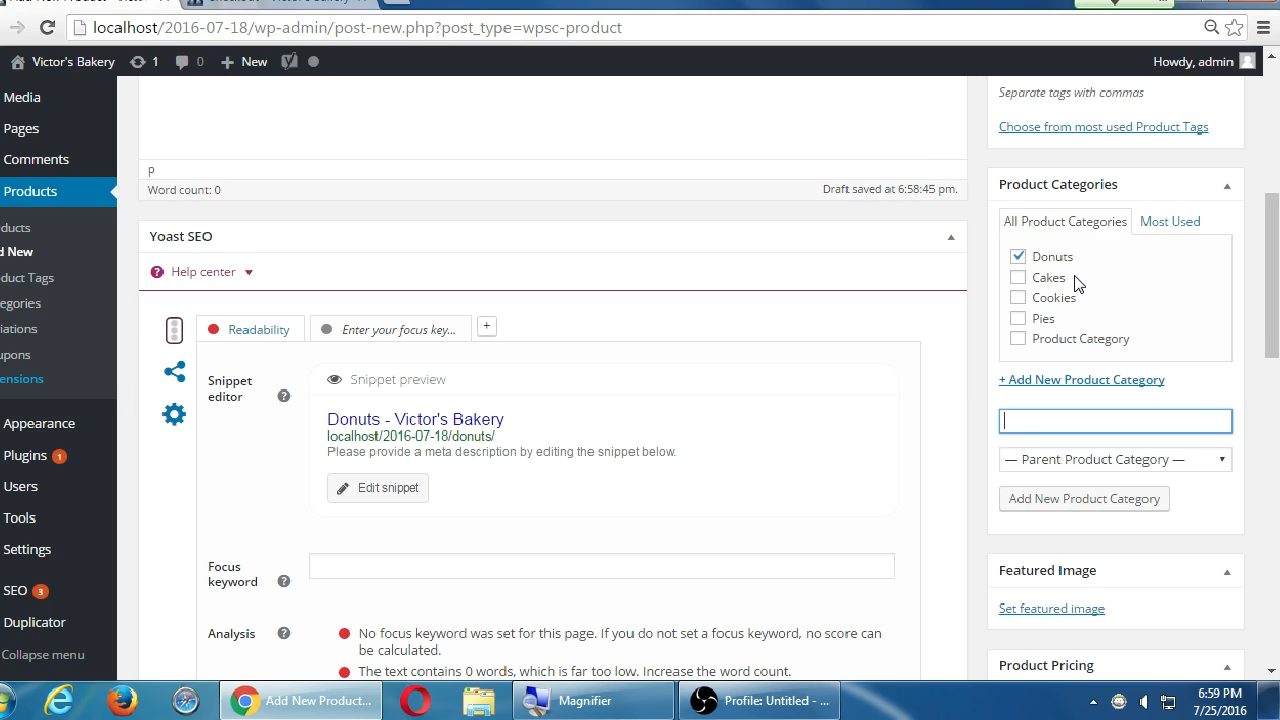 localhost/2016-07-18/wp-admin/post-new.php?post_type=wpsc-product
Victor's Bakery 1 0 New Howdy, admin
Media
Pages
Comments
Products
ducts
d New
duct Tags
egories
iations
upons
ensions
Appearance
Plugins 1
Users
Tools
Settings
SEO 3
Duplicator
Collapse menu
p
Word count: 0 Draft saved at 6:58:45 pm.
Yoast SEO
Help center
Readability Enter your focus key... +
Snippet editor
Snippet preview
Donuts - Victor's Bakery
localhost/2016-07-18/donuts/
Please provide a meta description by editing the snippet below.
Edit snippet
Focus keyword
Analysis
No focus keyword was set for this page. If you do not set a focus keyword, no score can
be calculated.
The text contains 0 words, which is far too low. Increase the word count.
Separate tags with commas
Choose from most used Product Tags
Product Categories
All Product Categories Most Used
Donuts
Cakes
Cookies
Pies
Product Category
+ Add New Product Category
— Parent Product Category —
Add New Product Category
Featured Image
Set featured image
Product Pricing
Add New Product... Magnifier Profile: Untitled - ...
6:59 PM
7/25/2016